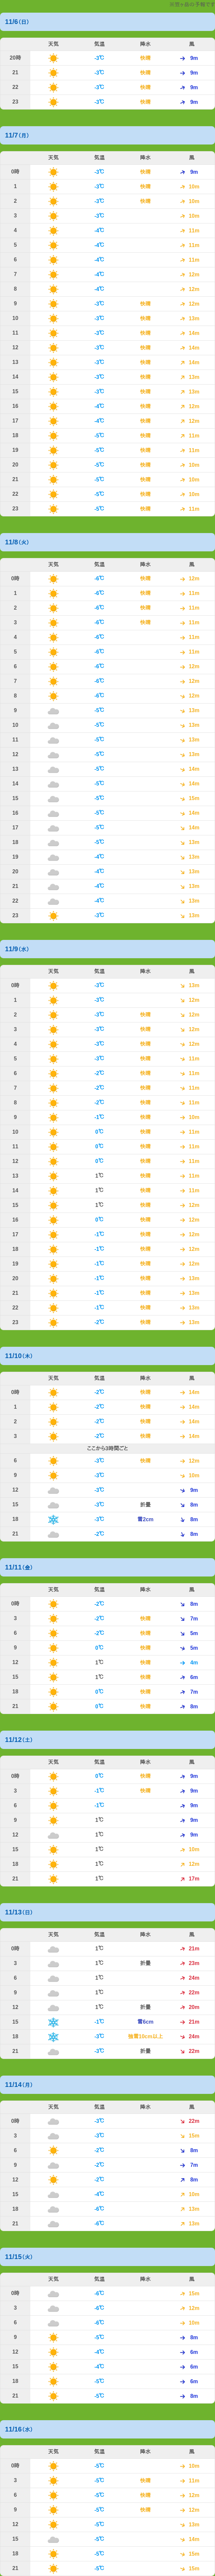 11/6(日)
天気 気温 降水 風
20時 -3℃ 快晴 9m
21 -3℃ 快晴 9m
22 -3℃ 快晴 9m
23 -3℃ 快晴 9m
11/7(月)
天気 気温 降水 風
0時 -3℃ 快晴 9m
1 -3℃ 快晴 10m
2 -3℃ 快晴 10m
3 -3℃ 10m
4 -4℃ 11m
5 -4℃ 11m
6 -4℃ 11m
7 -4℃ 12m
8 -4℃ 12m
9 -3℃ 快晴 12m
10 -3℃ 快晴 13m
11 -3℃ 快晴 14m
12 -3℃ 快晴 14m
13 -3℃ 快晴 14m
14 -3℃ 快晴 13m
15 -3℃ 快晴 13m
16 -4℃ 快晴 12m
17 -4℃ 快晴 12m
18 -5℃ 快晴 11m
19 -5℃ 快晴 11m
20 -5℃ 快晴 10m
21 -5℃ 快晴 10m
22 -5℃ 快晴 10m
23 -5℃ 快晴 11m
11/8(火)
天気 気温 降水 風
0時 -6℃ 快晴 12m
1 -6℃ 快晴 11m
2 -6℃ 快晴 11m
3 -6℃ 快晴 11m
4 -6℃ 11m
5 -6℃ 11m
6 -6℃ 12m
7 -6℃ 12m
8 -6℃ 12m
9 -5℃ 13m
10 -5℃ 13m
11 -5℃ 13m
12 -5℃ 13m
13 -5℃ 14m
14 -5℃ 14m
15 -5℃ 15m
16 -5℃ 14m
17 -5℃ 14m
18 -5℃ 13m
19 -4℃ 13m
20 -4℃ 13m
21 -4℃ 13m
22 -4℃ 13m
23 -3℃ 13m
11/9(水)
天気 気温 降水 風
0時 -3℃ 13m
1 -3℃ 12m
2 -3℃ 快晴 12m
3 -3℃ 快晴 12m
4 -3℃ 快晴 12m
5 -3℃ 快晴 11m
6 -2℃ 快晴 11m
7 -2℃ 快晴 11m
8 -2℃ 快晴 11m
9 -1℃ 快晴 10m
10 0℃ 快晴 11m
11 0℃ 快晴 11m
12 0℃ 快晴 11m
13 1℃ 快晴 11m
14 1℃ 快晴 11m
15 1℃ 快晴 12m
16 0℃ 快晴 12m
17 -1℃ 快晴 12m
18 -1℃ 快晴 12m
19 -1℃ 快晴 12m
20 -1℃ 快晴 13m
21 -1℃ 快晴 13m
22 -1℃ 快晴 13m
23 -2℃ 快晴 13m
11/10(木)
天気 気温 降水 風
0時 -2℃ 快晴 14m
1 -2℃ 快晴 14m
2 -2℃ 快晴 14m
3 -2℃ 快晴 14m
ここから3時間ごと
6 -3℃ 快晴 12m
9 -3℃ 10m
12 -3℃ 9m
15 -3℃ 折畳 8m
18 -3℃ 雪2cm 8m
21 -2℃ 8m
11/11(金)
天気 気温 降水 風
0時 -2℃ 8m
3 -2℃ 快晴 7m
6 -2℃ 快晴 5m
9 0℃ 快晴 5m
12 1℃ 快晴 4m
15 1℃ 快晴 6m
18 0℃ 快晴 7m
21 0℃ 快晴 8m
11/12(土)
天気 気温 降水 風
0時 0℃ 快晴 9m
3 -1℃ 快晴 9m
6 -1℃ 9m
9 1℃ 9m
12 1℃ 9m
15 1℃ 10m
18 1℃ 12m
21 1℃ 17m
11/13(日)
天気 気温 降水 風
0時 1℃ 21m
3 1℃ 折畳 23m
6 1℃ 24m
9 1℃ 22m
12 1℃ 折畳 20m
15 -1℃ 雪6cm 21m
18 -3℃ 強雪10cm以上 24m
21 -3℃ 折畳 22m
11/14(月)
天気 気温 降水 風
0時 -3℃ 22m
3 -3℃ 15m
6 -2℃ 8m
9 -2℃ 7m
12 -2℃ 8m
15 -4℃ 10m
18 -6℃ 13m
21 -6℃ 13m
11/15(火)
天気 気温 降水 風
0時 -6℃ 15m
3 -6℃ 12m
6 -6℃ 10m
9 -5℃ 8m
12 -4℃ 6m
15 -4℃ 6m
18 -5℃ 6m
21 -5℃ 8m
11/16(水)
天気 気温 降水 風
0時 -5℃ 10m
3 -5℃ 快晴 11m
6 -5℃ 快晴 12m
9 -5℃ 快晴 12m
12 -5℃ 13m
15 -5℃ 14m
18 -5℃ 15m
21 -5℃ 15m